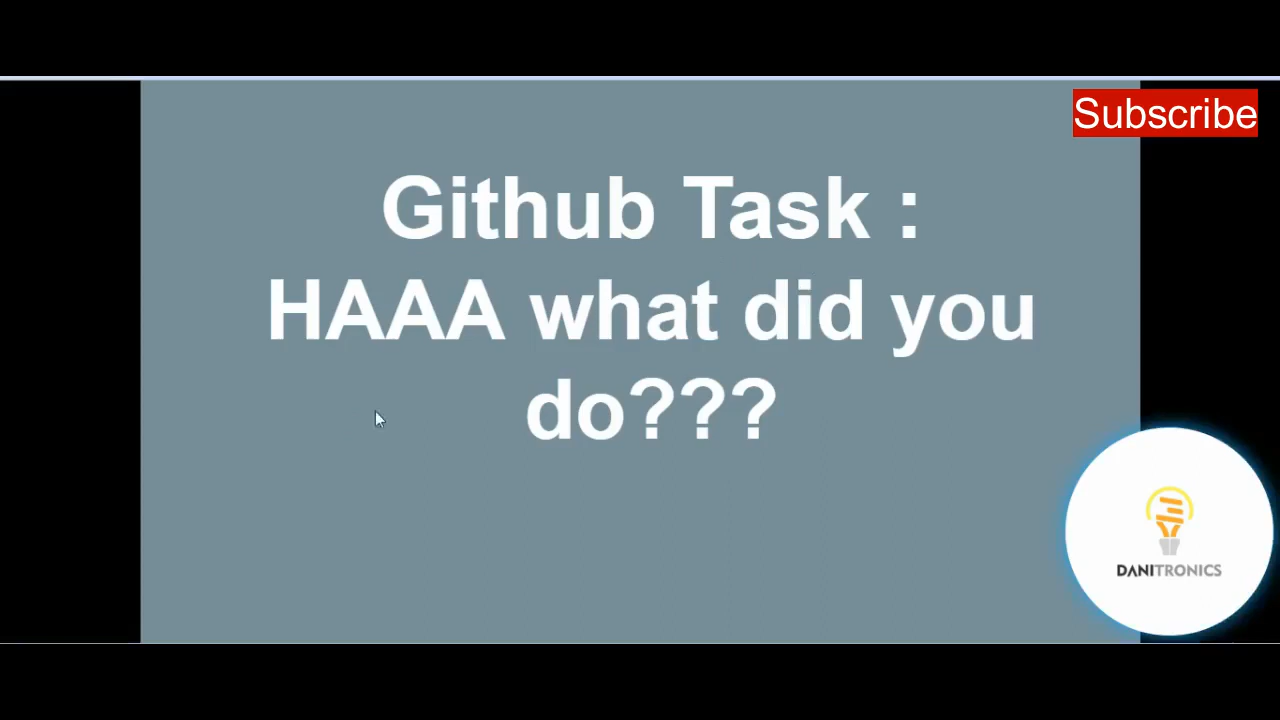 Subscribe
Github Task :
HAAA what did you
do???
DANITRONICS